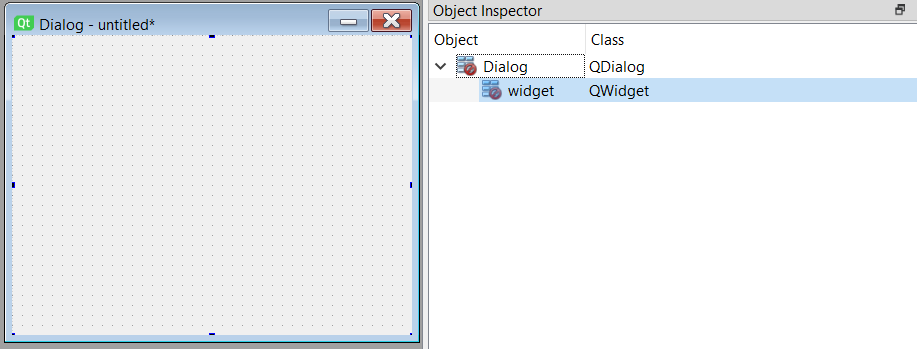 Qt Dialog - untitled*
Object Inspector
Object Class
Dialog QDialog
widget QWidget